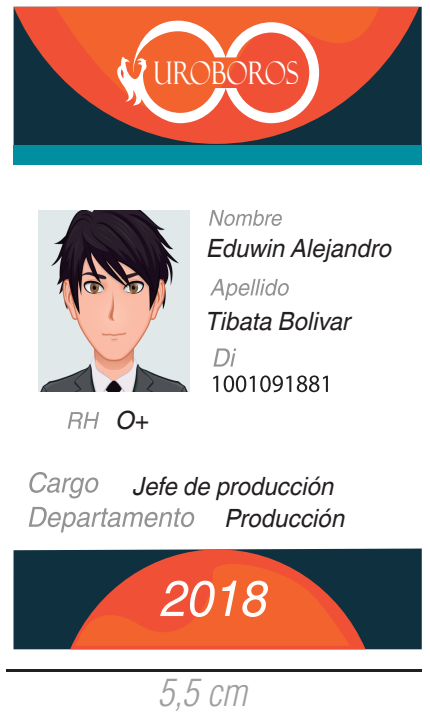 UROBOROS
Nombre
Eduwin Alejandro
Apellido
Tibata Bolivar
Di
1001091881
RH O+
Cargo Jefe de producción
Departamento Producción
2018
5,5 cm